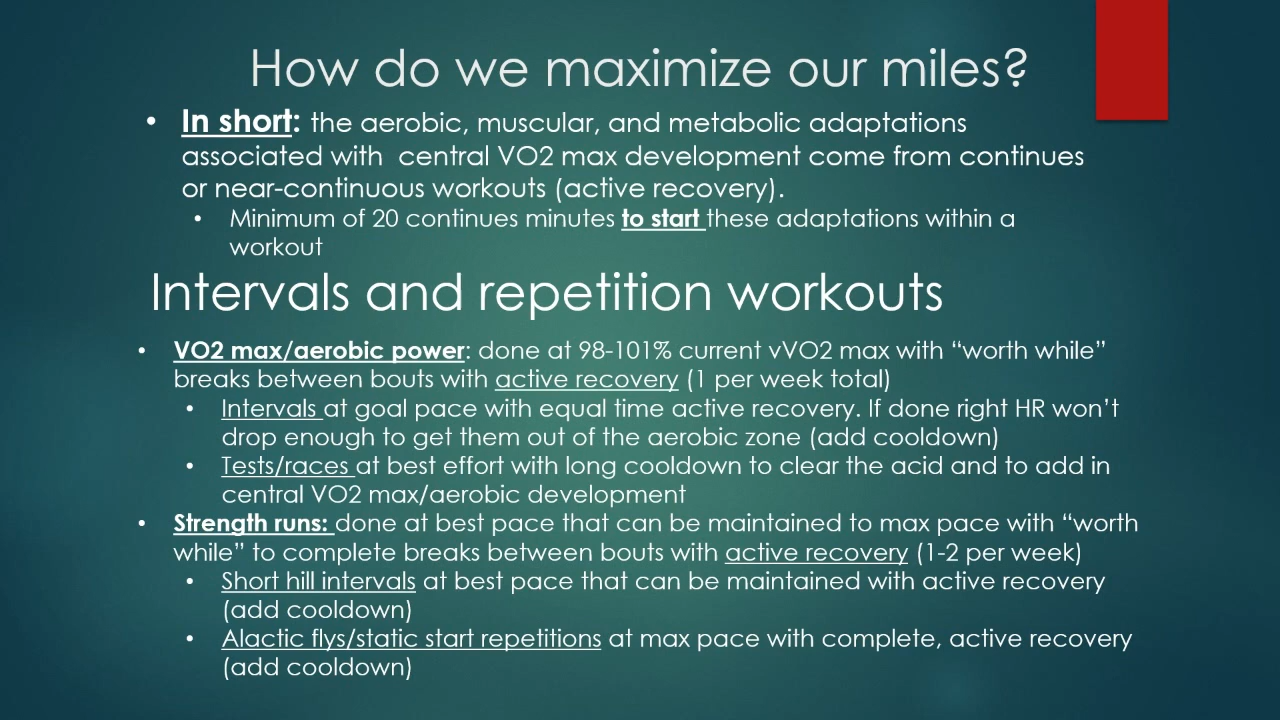 How do we maximize our miles?
• In short: the aerobic, muscular, and metabolic adaptations
associated with  central VO2 max development come from continues
or near-continuous workouts (active recovery).
• Minimum of 20 continues minutes to start these adaptations within a
workout
Intervals and repetition workouts
• VO2 max/aerobic power: done at 98-101% current vVO2 max with “worth while”
breaks between bouts with active recovery (1 per week total)
• Intervals at goal pace with equal time active recovery. If done right HR won’t
drop enough to get them out of the aerobic zone (add cooldown)
• Tests/races at best effort with long cooldown to clear the acid and to add in
central VO2 max/aerobic development
• Strength runs: done at best pace that can be maintained to max pace with “worth
while” to complete breaks between bouts with active recovery (1-2 per week)
• Short hill intervals at best pace that can be maintained with active recovery
(add cooldown)
• Alactic flys/static start repetitions at max pace with complete, active recovery
(add cooldown)